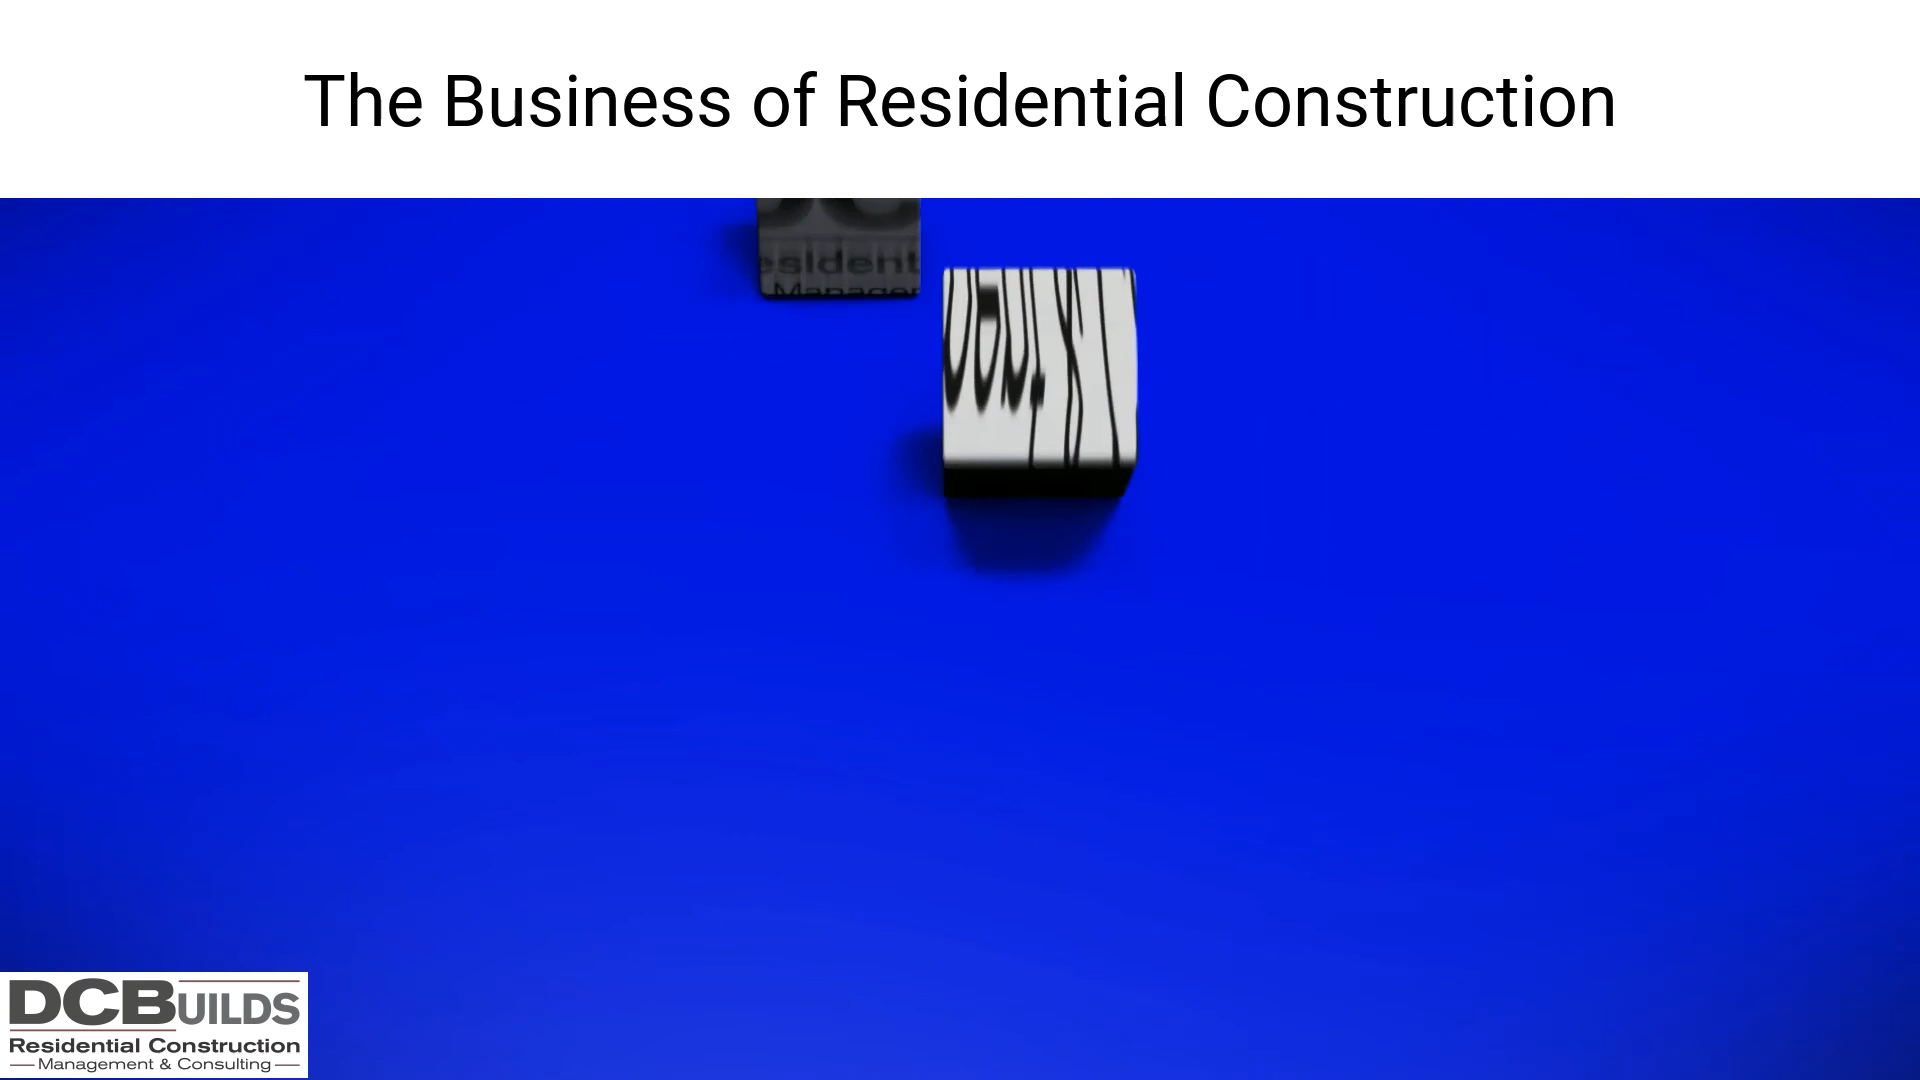 The Business of Residential Construction
DCBUILDS
Residential Construction
Management & Consulting